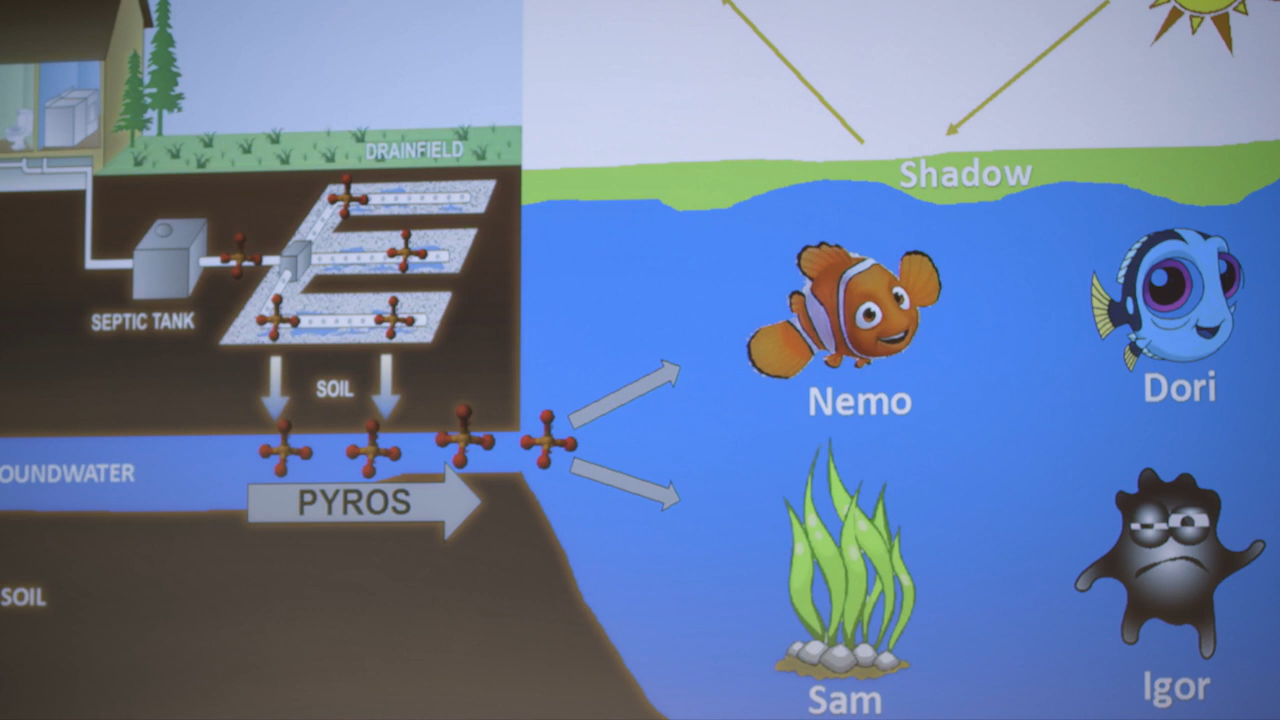 DRAINFIELD
Shadow
SEPTIC TANK
SOIL
Nemo
Dori
OUNDWATER
PYROS
SOIL
Sam
Igor